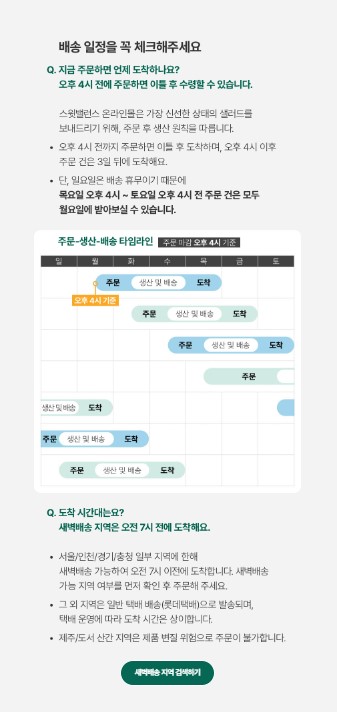 배송 일정을 꼭 체크해주세요
Q. 지금 주문하면 언제 도착하나요?
오후 4시 전에 주문하면 이틀 후 수령할 수 있습니다.
스윗밸런스 온라인몰은 가장 신선한 상태의 샐러드를
보내드리기 위해, 주문 후 생산 원칙을 따릅니다.
• 오후 4시 전까지 주문하면 이틀 후 도착하며, 오후 4시 이후
주문 건은 3일 뒤에 도착해요.
• 단, 일요일은 배송 휴무이기 때문에
목요일 오후 4시 ~ 토요일 오후 4시 전 주문 건은 모두
월요일에 받아보실 수 있습니다.
주문-생산-배송 타임라인 주문 마감 오후 4시 기준
일 월 화 수 목 금 토
주문 생산 및 배송 도착
오후 4시 기준
주문 생산 및 배송 도착
주문 생산 및 배송 도착
주문
생산 및 배송 도착
주문 생산 및 배송 도착
주문 생산 및 배송 도착
Q. 도착 시간대는요?
새벽배송 지역은 오전 7시 전에 도착해요.
• 서울/인천/경기/충청 일부 지역에 한해
새벽배송 가능하여 오전 7시 이전에 도착합니다. 새벽배송
가능 지역 여부를 먼저 확인 후 주문해 주세요.
• 그 외 지역은 일반 택배 배송(롯데택배)으로 발송되며,
택배 운영에 따라 도착 시간은 상이합니다.
• 제주/도서 산간 지역은 제품 변질 위험으로 주문이 불가합니다.
새벽배송 지역 검색하기